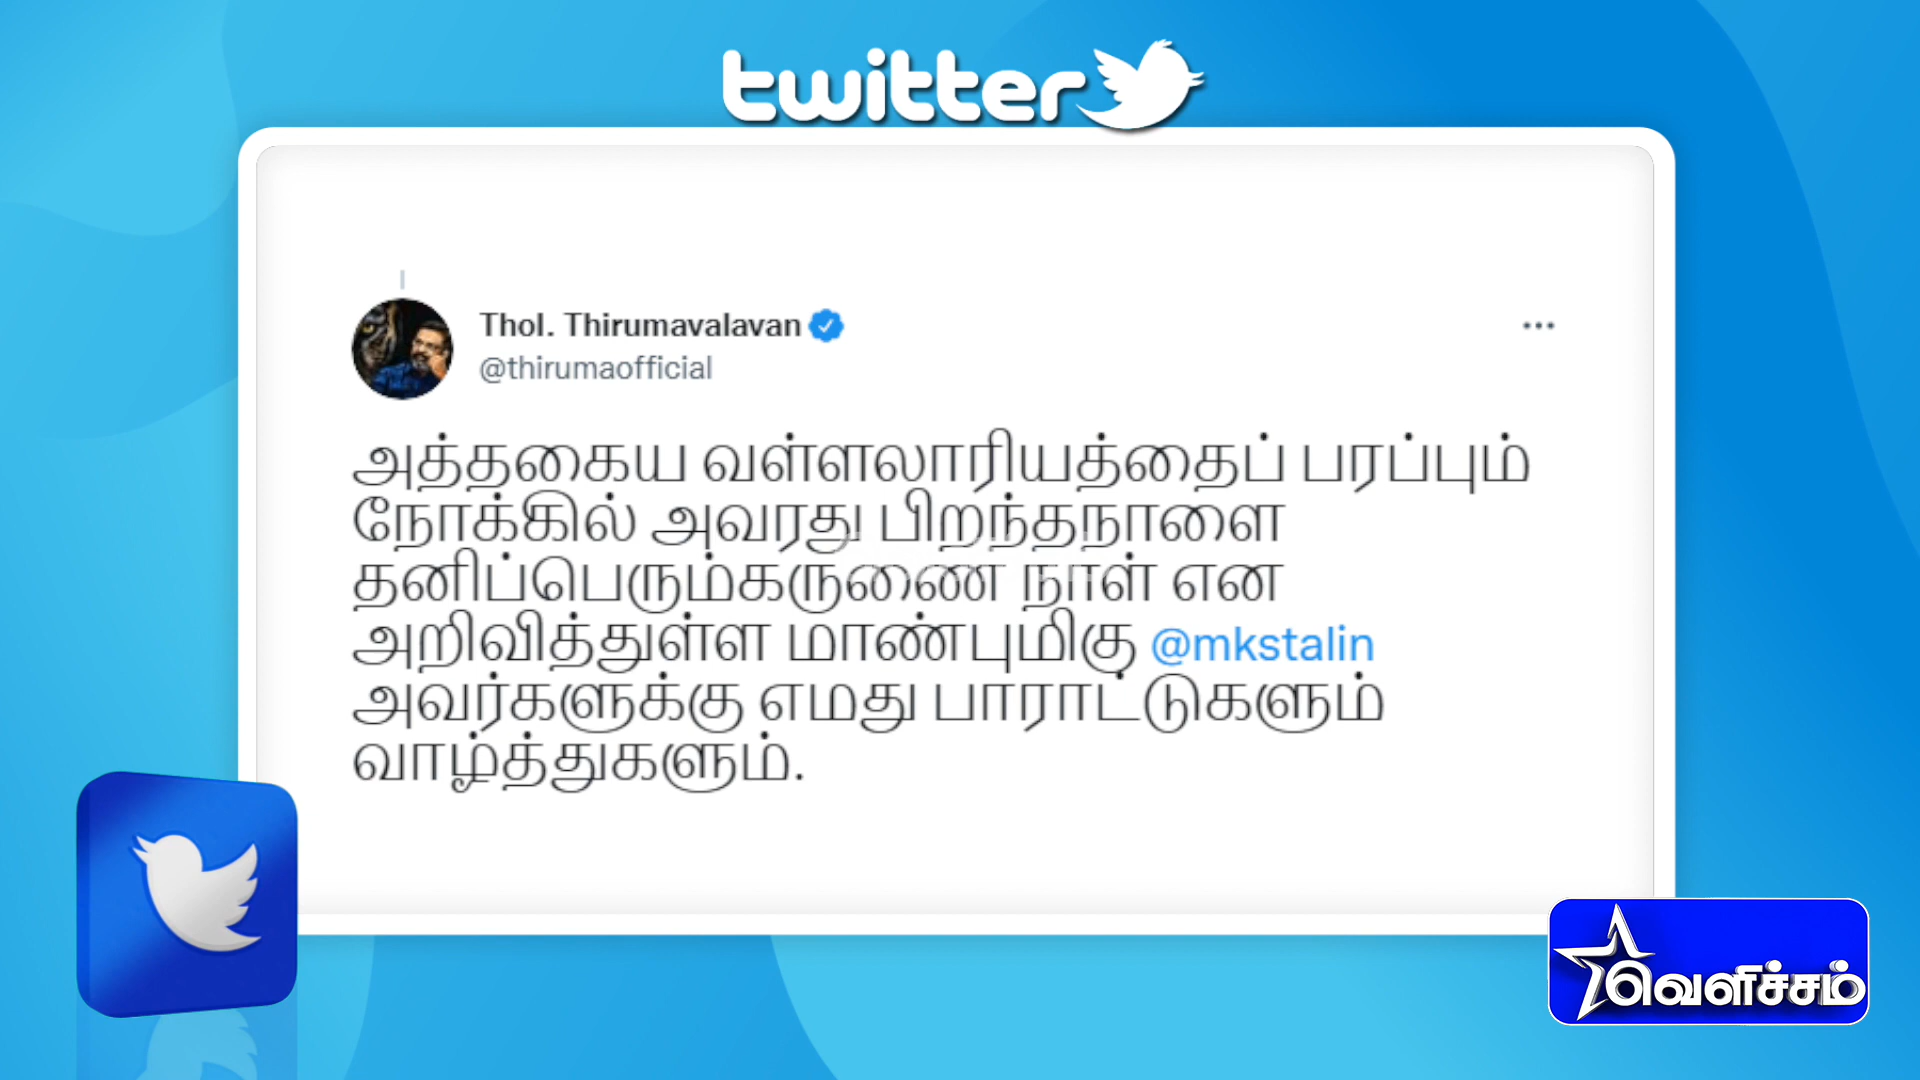 twitter
Thol. Thirumavalavan
@thirumaofficial
அத்தகைய வள்ளலாரியத்தைப் பரப்பும்
நோக்கில் அவரது பிறந்தநாளை
தனிப்பெரும்கருணை நாள் என
அறிவித்துள்ள மாண்புமிகு @mkstalin
அவர்களுக்கு எமது பாராட்டுகளும்
வாழ்த்துகளும்.
வெளிச்சம்